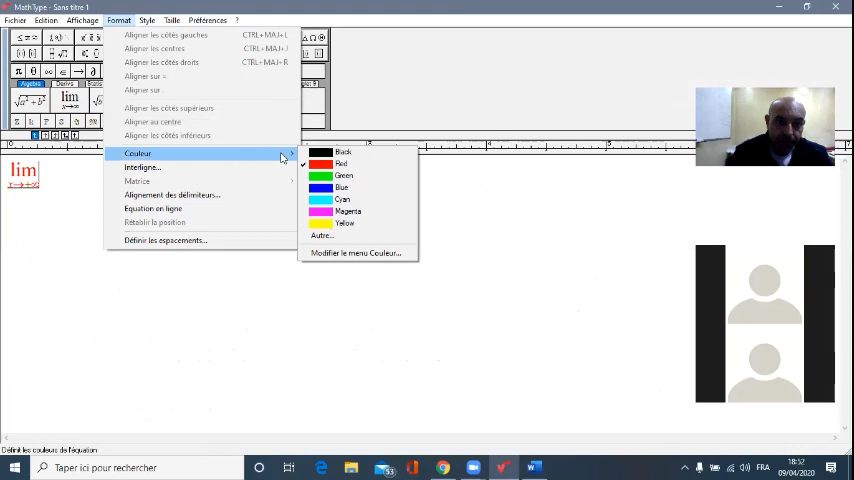 MathType - Sans titre 1
Fichier Edition Affichage Format Style Taille Préférences ?
Aligner les côtés gauches CTRL+MAJ+L
Aligner les centres CTRL+MAJ+J
Aligner les côtés droits CTRL+MAJ+R
Aligner sur =
Aligner sur .
Aligner les côtés supérieurs
Aligner au centre
Aligner les côtés inférieurs
Couleur
Interligne...
Matrice
Alignement des délimiteurs...
Equation en ligne
Rétablir la position
Définir les espacements...
Black
Red
Green
Blue
Cyan
Magenta
Yellow
Autre...
Modifier le menu Couleur...
Algebra Derivs
lim
x→∞
lim
x→+∞
Définit les couleurs de l'équation
Taper ici pour rechercher
53
FRA
18:52
09/04/2020